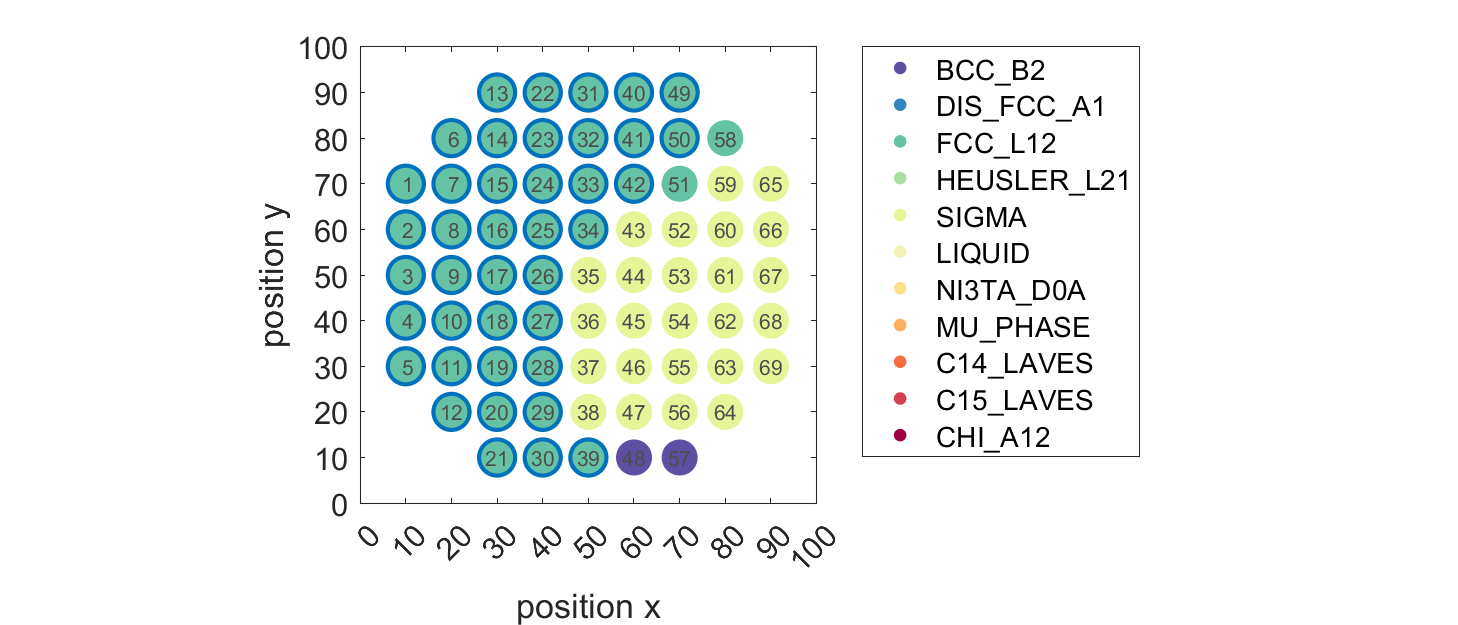 100
90
80
70
60
50
40
30
20
10
0
position y
13 22 31 40 49
6 14 23 32 41 50 58
1 7 15 24 33 42 51 59 65
2 8 16 25 34 43 52 60 66
3 9 17 26 35 44 53 61 67
4 10 18 27 36 45 54 62 68
5 11 19 28 37 46 55 63 69
12 20 29 38 47 56 64
21 30 39 48 57
0 10 20 30 40 50 60 70 80 90 100
position x
BCC_B2
DIS_FCC_A1
FCC_L12
HEUSLER_L21
SIGMA
LIQUID
NI3TA_D0A
MU_PHASE
C14_LAVES
C15_LAVES
CHI_A12